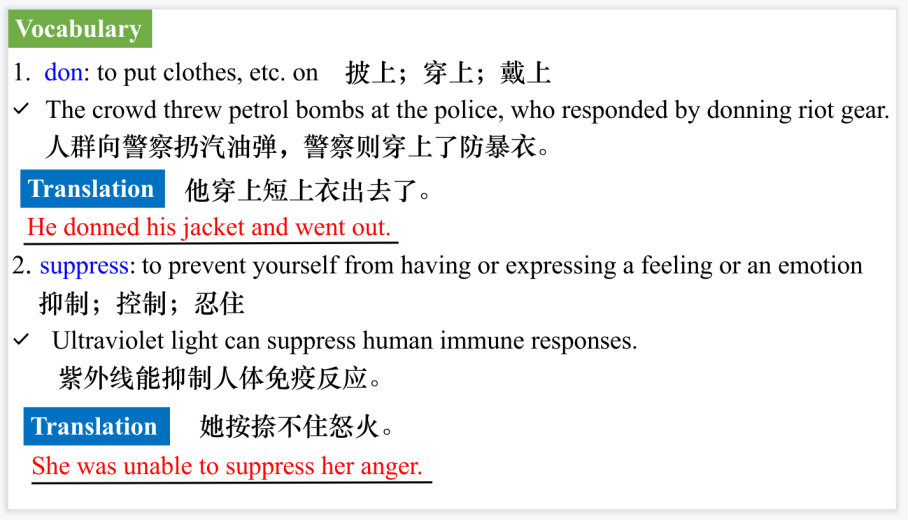 Vocabulary
1. don: to put clothes, etc. on 披上；穿上；戴上
✓ The crowd threw petrol bombs at the police, who responded by donning riot gear.
人群向警察扔汽油弹，警察则穿上了防暴衣。
Translation 他穿上短上衣出去了。
He donned his jacket and went out.
2. suppress: to prevent yourself from having or expressing a feeling or an emotion
抑制；控制；忍住
✓ Ultraviolet light can suppress human immune responses.
紫外线能抑制人体免疫反应。
Translation 她按捺不住怒火。
She was unable to suppress her anger.